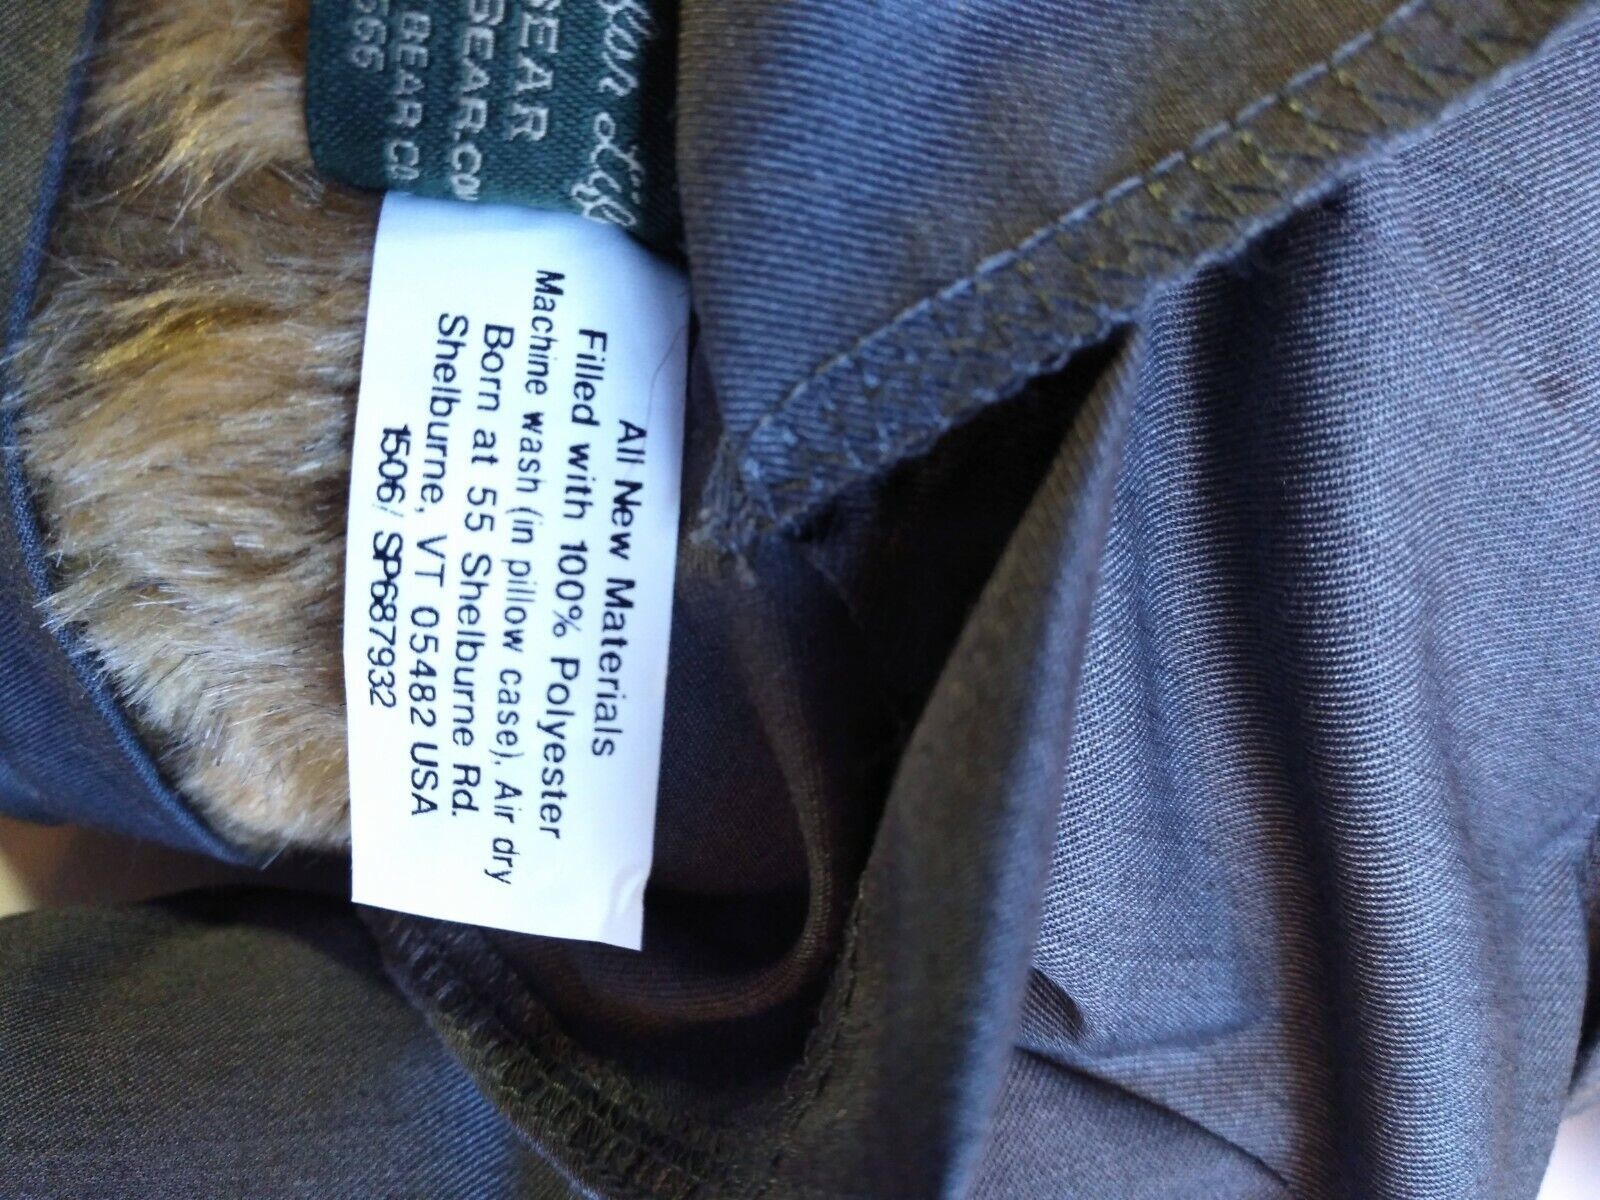 BEAR
BEAR.CO
BEAR CO
All New Materials
Filled with 100% Polyester
Machine wash (in pillow case), Air dry
Born at 55 Shelburne Rd.
Shelburne, VT 05482 USA
1506/ SP687932